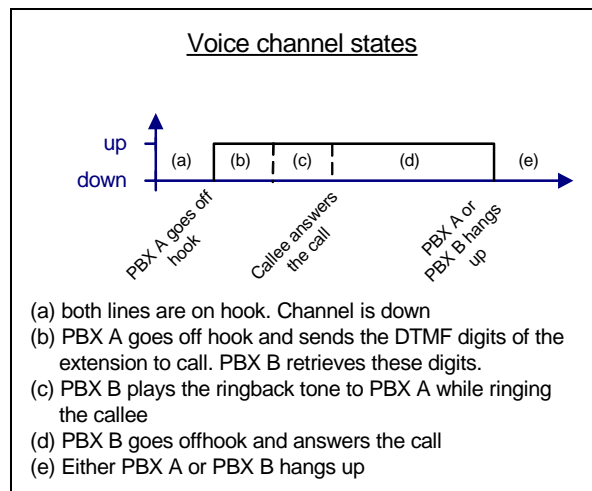 Voice channel states
up
down
(a)
(b)
(c)
(d)
(e)
PBX A goes off
hook
Callee answers
the call
PBX A or
PBX B hangs
up
(a) both lines are on hook. Channel is down
(b) PBX A goes off hook and sends the DTMF digits of the
extension to call. PBX B retrieves these digits.
(c) PBX B plays the ringback tone to PBX A while ringing
the callee
(d) PBX B goes offhook and answers the call
(e) Either PBX A or PBX B hangs up